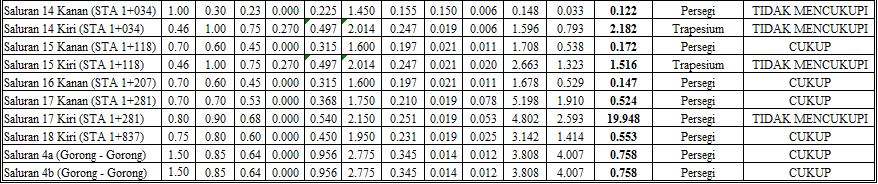 Saluran 14 Kanan (STA 1+034) 1.00 0.30 0.23 0.000 0.225 1.450 0.155 0.150 0.006 0.148 0.033 0.122 Persegi TIDAK MENCUKUPI
Saluran 14 Kiri (STA 1+034) 0.46 1.00 0.75 0.270 0.497 2.014 0.247 0.019 0.006 1.596 0.793 2.182 Trapesium TIDAK MENCUKUPI
Saluran 15 Kanan (STA 1+118) 0.70 0.60 0.45 0.000 0.315 1.600 0.197 0.021 0.011 1.708 0.538 0.172 Persegi CUKUP
Saluran 15 Kiri (STA 1+118) 0.46 1.00 0.75 0.270 0.497 2.014 0.247 0.021 0.020 2.663 1.323 1.516 Trapesium TIDAK MENCUKUPI
Saluran 16 Kanan (STA 1+207) 0.70 0.60 0.45 0.000 0.315 1.600 0.197 0.021 0.011 1.678 0.529 0.147 Persegi CUKUP
Saluran 17 Kanan (STA 1+281) 0.70 0.70 0.53 0.000 0.368 1.750 0.210 0.019 0.078 5.198 1.910 0.524 Persegi CUKUP
Saluran 17 Kiri (STA 1+281) 0.80 0.90 0.68 0.000 0.540 2.150 0.251 0.019 0.053 4.802 2.593 19.948 Persegi TIDAK MENCUKUPI
Saluran 18 Kiri (STA 1+837) 0.75 0.80 0.60 0.000 0.450 1.950 0.231 0.019 0.025 3.142 1.414 0.553 Persegi CUKUP
Saluran 4a (Gorong - Gorong) 1.50 0.85 0.64 0.000 0.956 2.775 0.345 0.014 0.012 3.808 4.007 0.758 Persegi CUKUP
Saluran 4b (Gorong - Gorong) 1.50 0.85 0.64 0.000 0.956 2.775 0.345 0.014 0.012 3.808 4.007 0.758 Persegi CUKUP